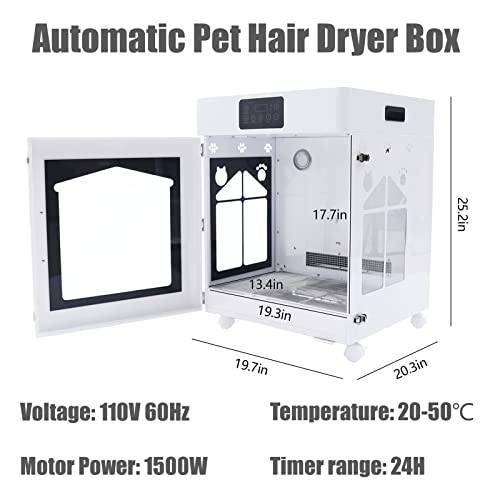 Automatic Pet Hair Dryer Box
17.7in
25.2in
13.4in
19.3in
19.7in
20.3in
Voltage: 110V 60Hz
Temperature: 20-50℃
Motor Power: 1500W
Timer range: 24H